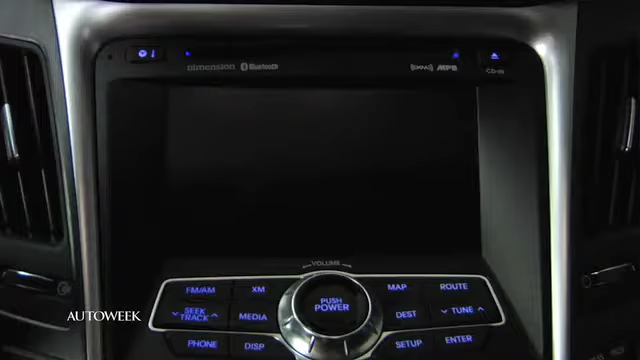 Dimension Bluetooth
SIRIUS MP3
CD-IN
VOLUME
FM/AM XM MAP ROUTE
SEEK
TRACK MEDIA PUSH
POWER DEST TUNE
PHONE DISP SETUP ENTER
AUTOWEEK